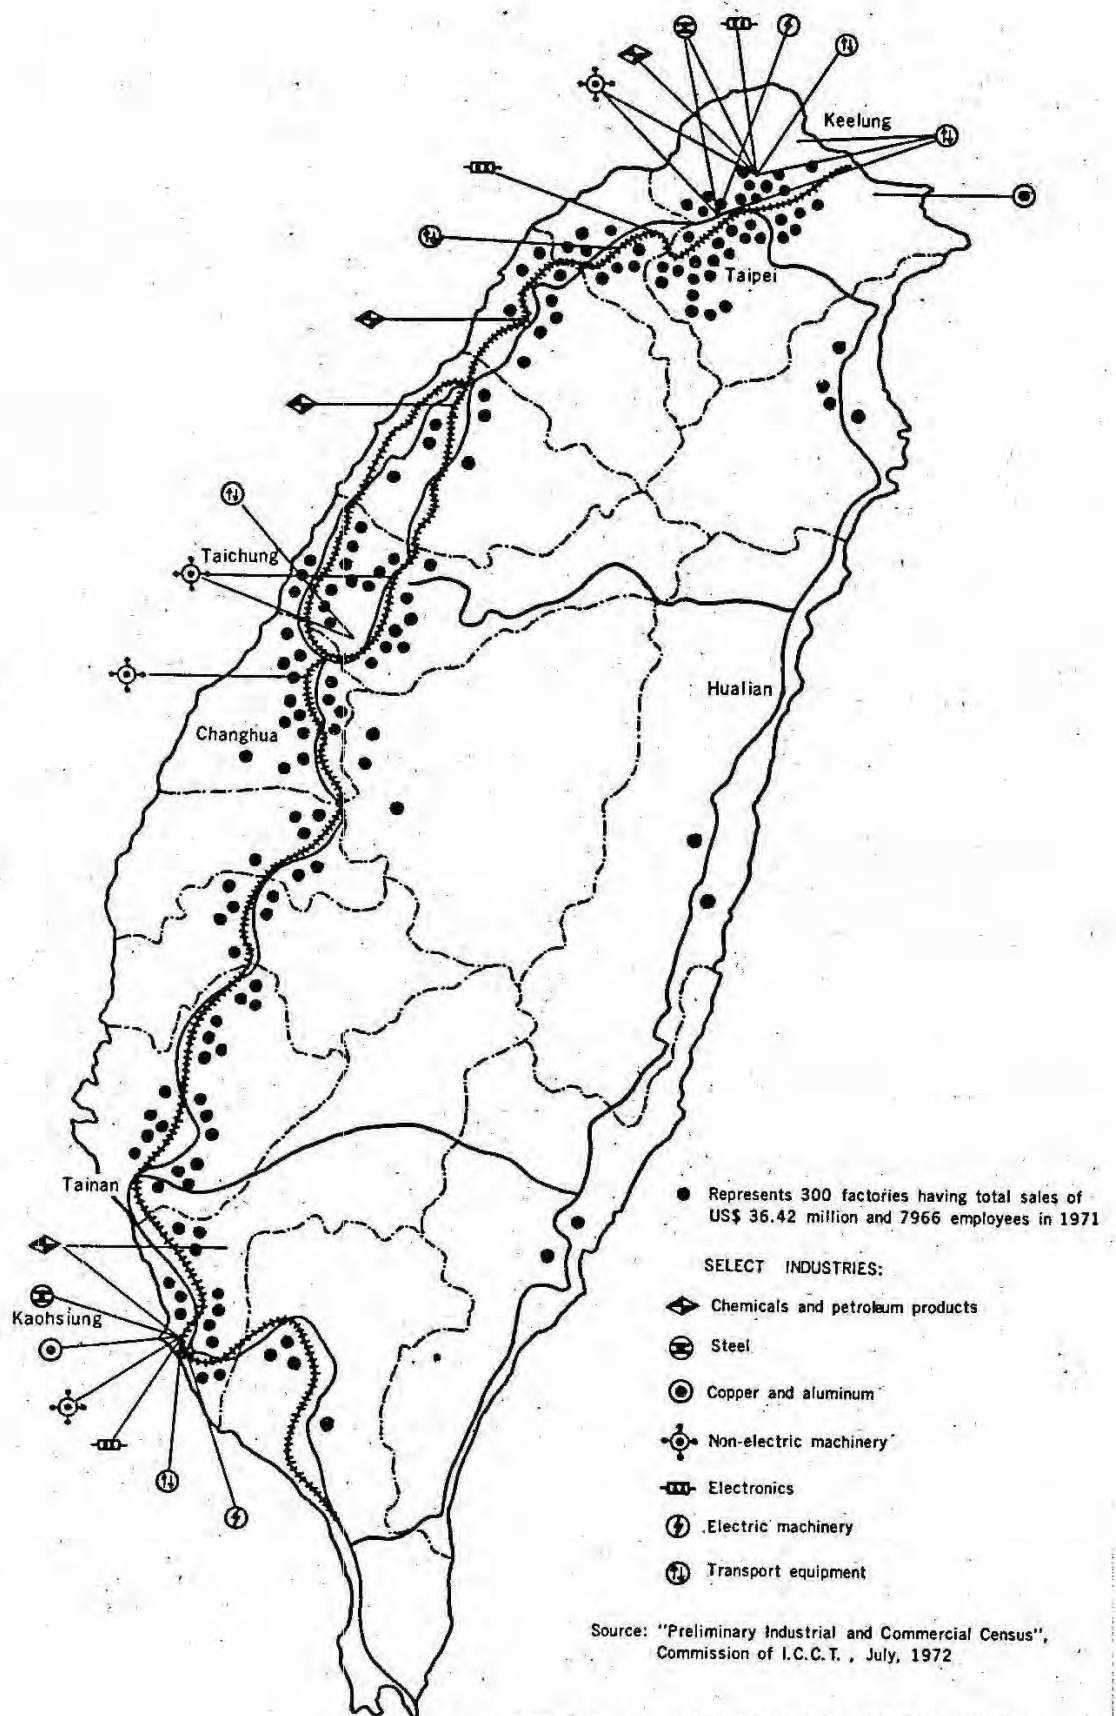 Keelung
Taipei
Taichung
Hualian
Changhua
Tainan
Kaohsiung
Represents 300 factories having total sales of
US$ 36.42 million and 7966 employees in 1971
SELECT INDUSTRIES:
Chemicals and petroleum products
Steel
Copper and aluminum
Non-electric machinery
Electronics
Electric machinery
Transport equipment
Source: "Preliminary Industrial and Commercial Census",
Commission of I.C.C.T. , July, 1972